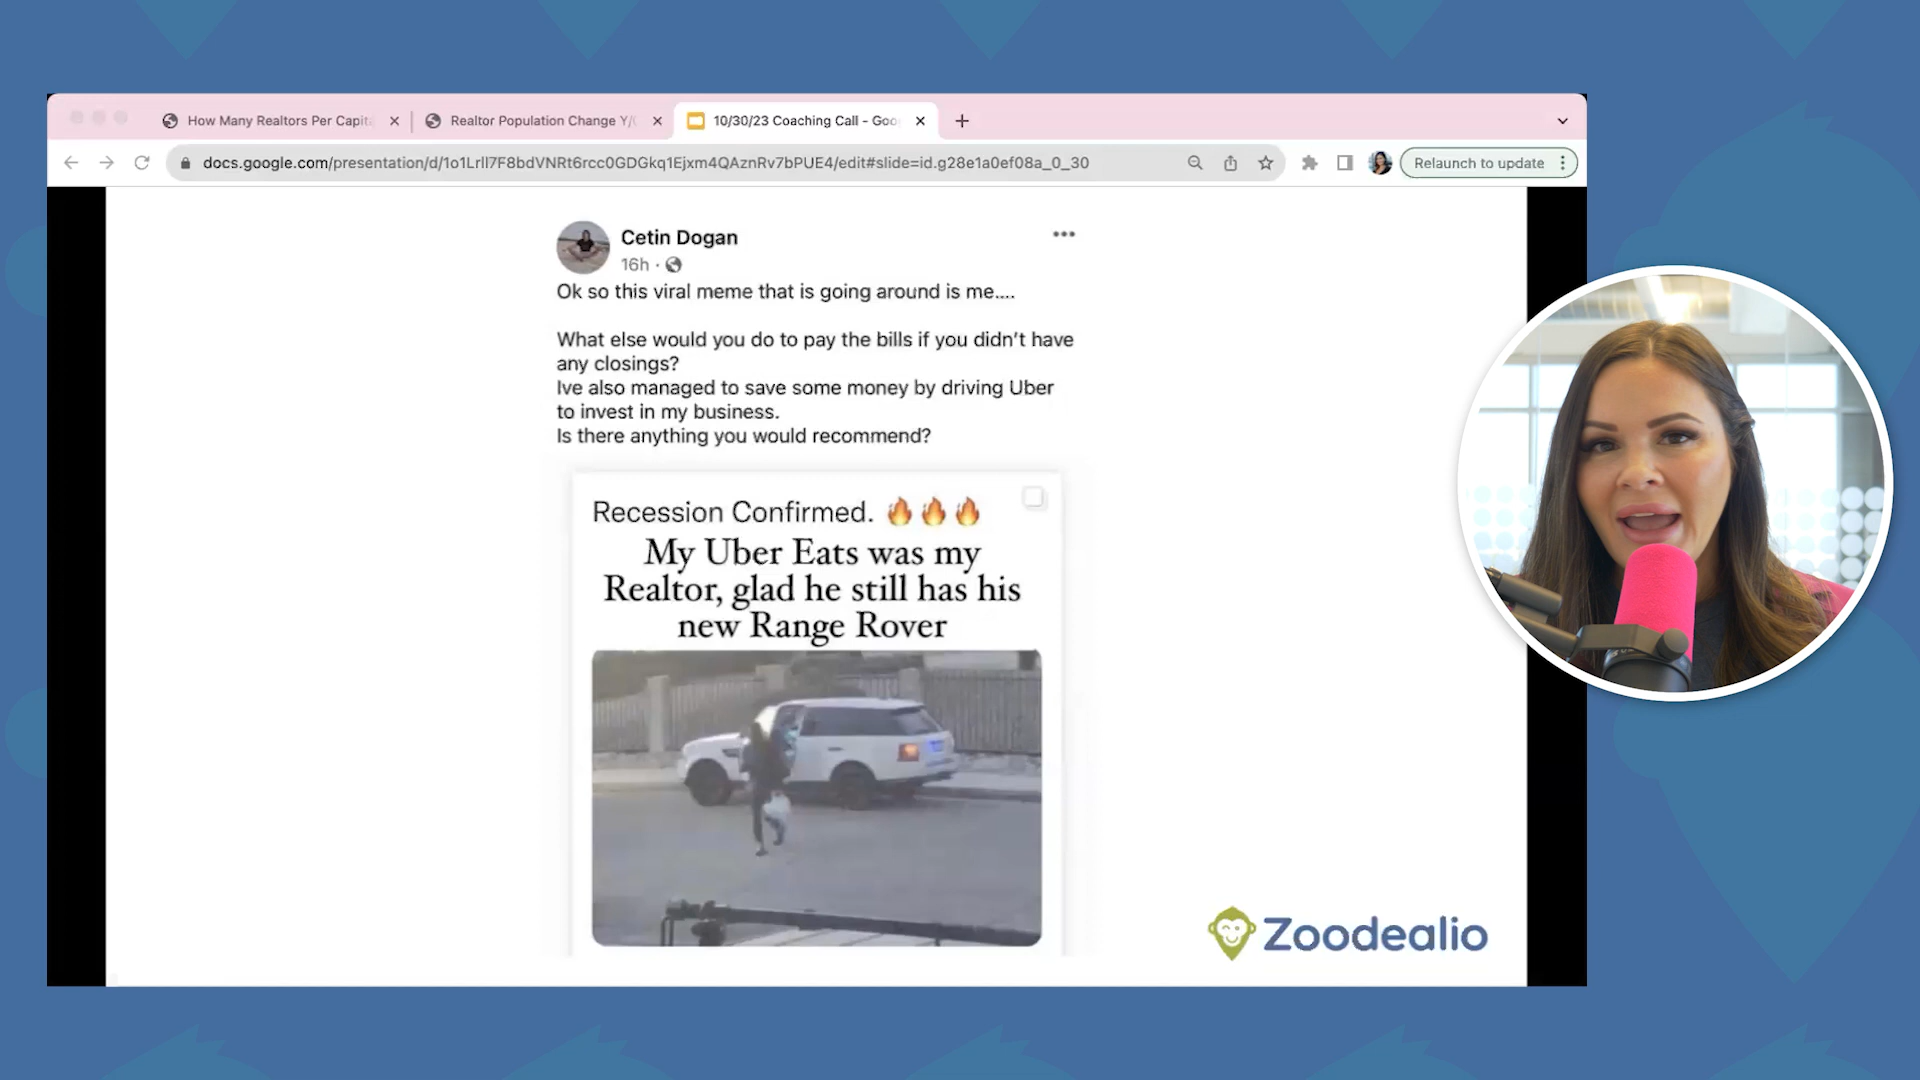 How Many Realtors Per Capit
Realtor Population Change Y/
10/30/23 Coaching Call - Goo
docs.google.com/presentation/d/1o1Lrll7F8bdVNRt6rcc0GDGkq1Ejxm4QAznRv7bPUE4/edit#slide=id.g28e1a0ef08a_0_30
Relaunch to update
Cetin Dogan
16h ·
Ok so this viral meme that is going around is me....
What else would you do to pay the bills if you didn't have
any closings?
Ive also managed to save some money by driving Uber
to invest in my business.
Is there anything you would recommend?
Recession Confirmed. 🔥🔥🔥
My Uber Eats was my
Realtor, glad he still has his
new Range Rover
Zoodealio